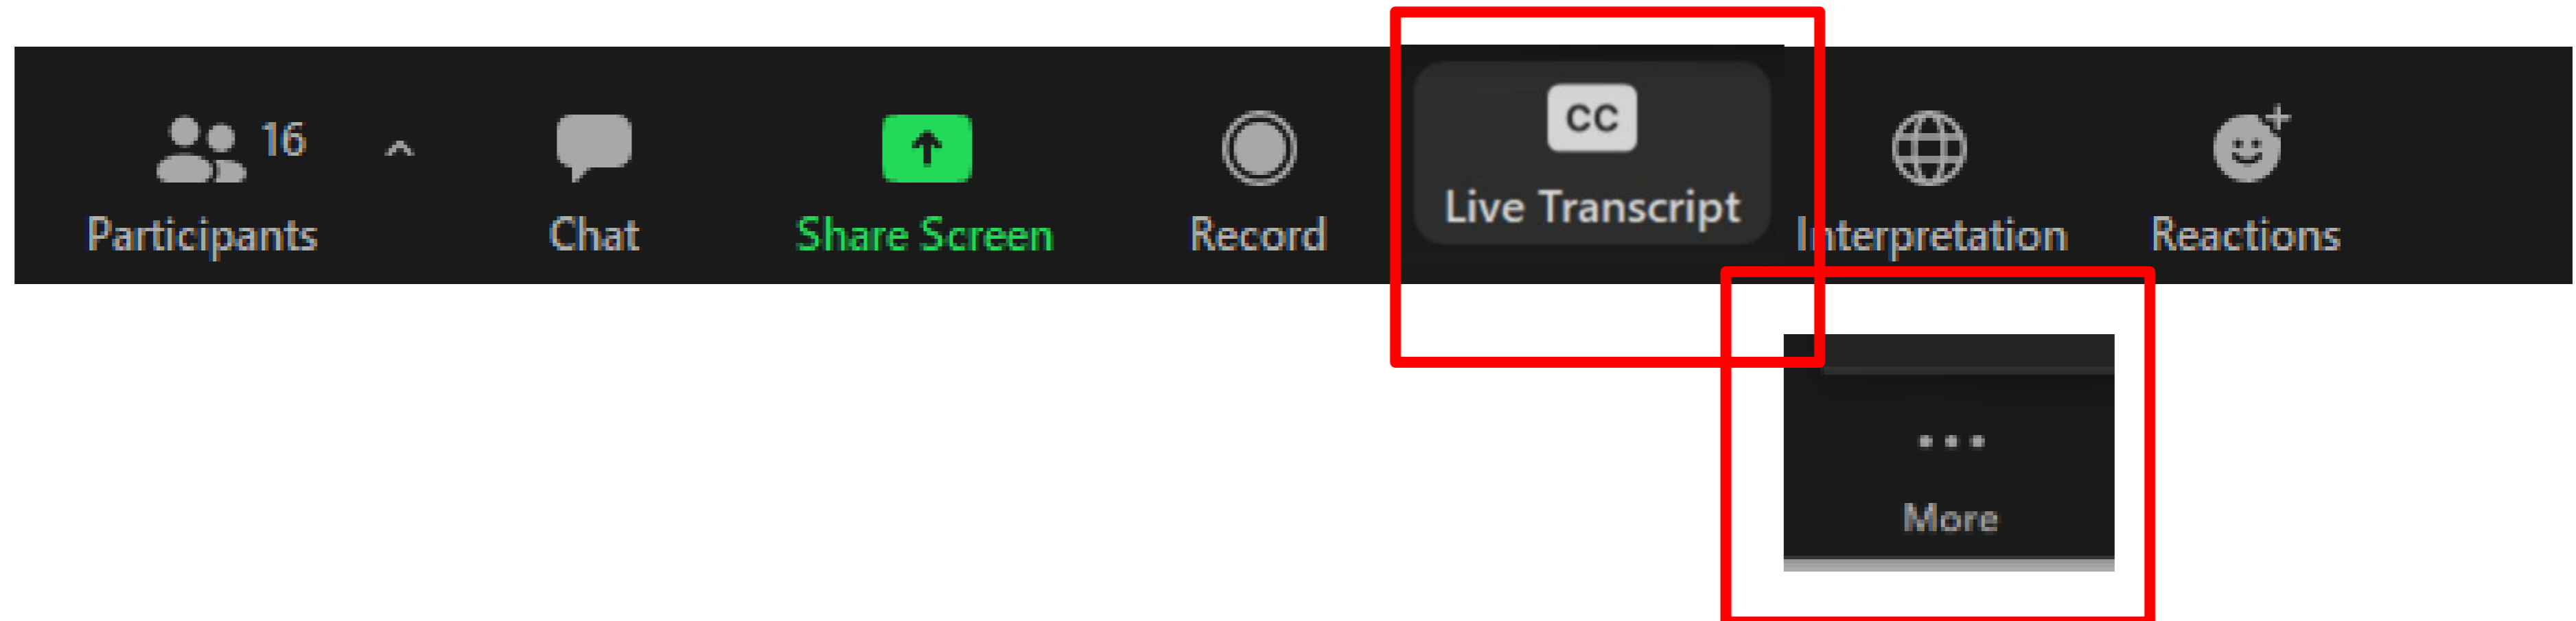 16
Participants
Chat
Share Screen
Record
CC
Live Transcript
Interpretation
Reactions
More